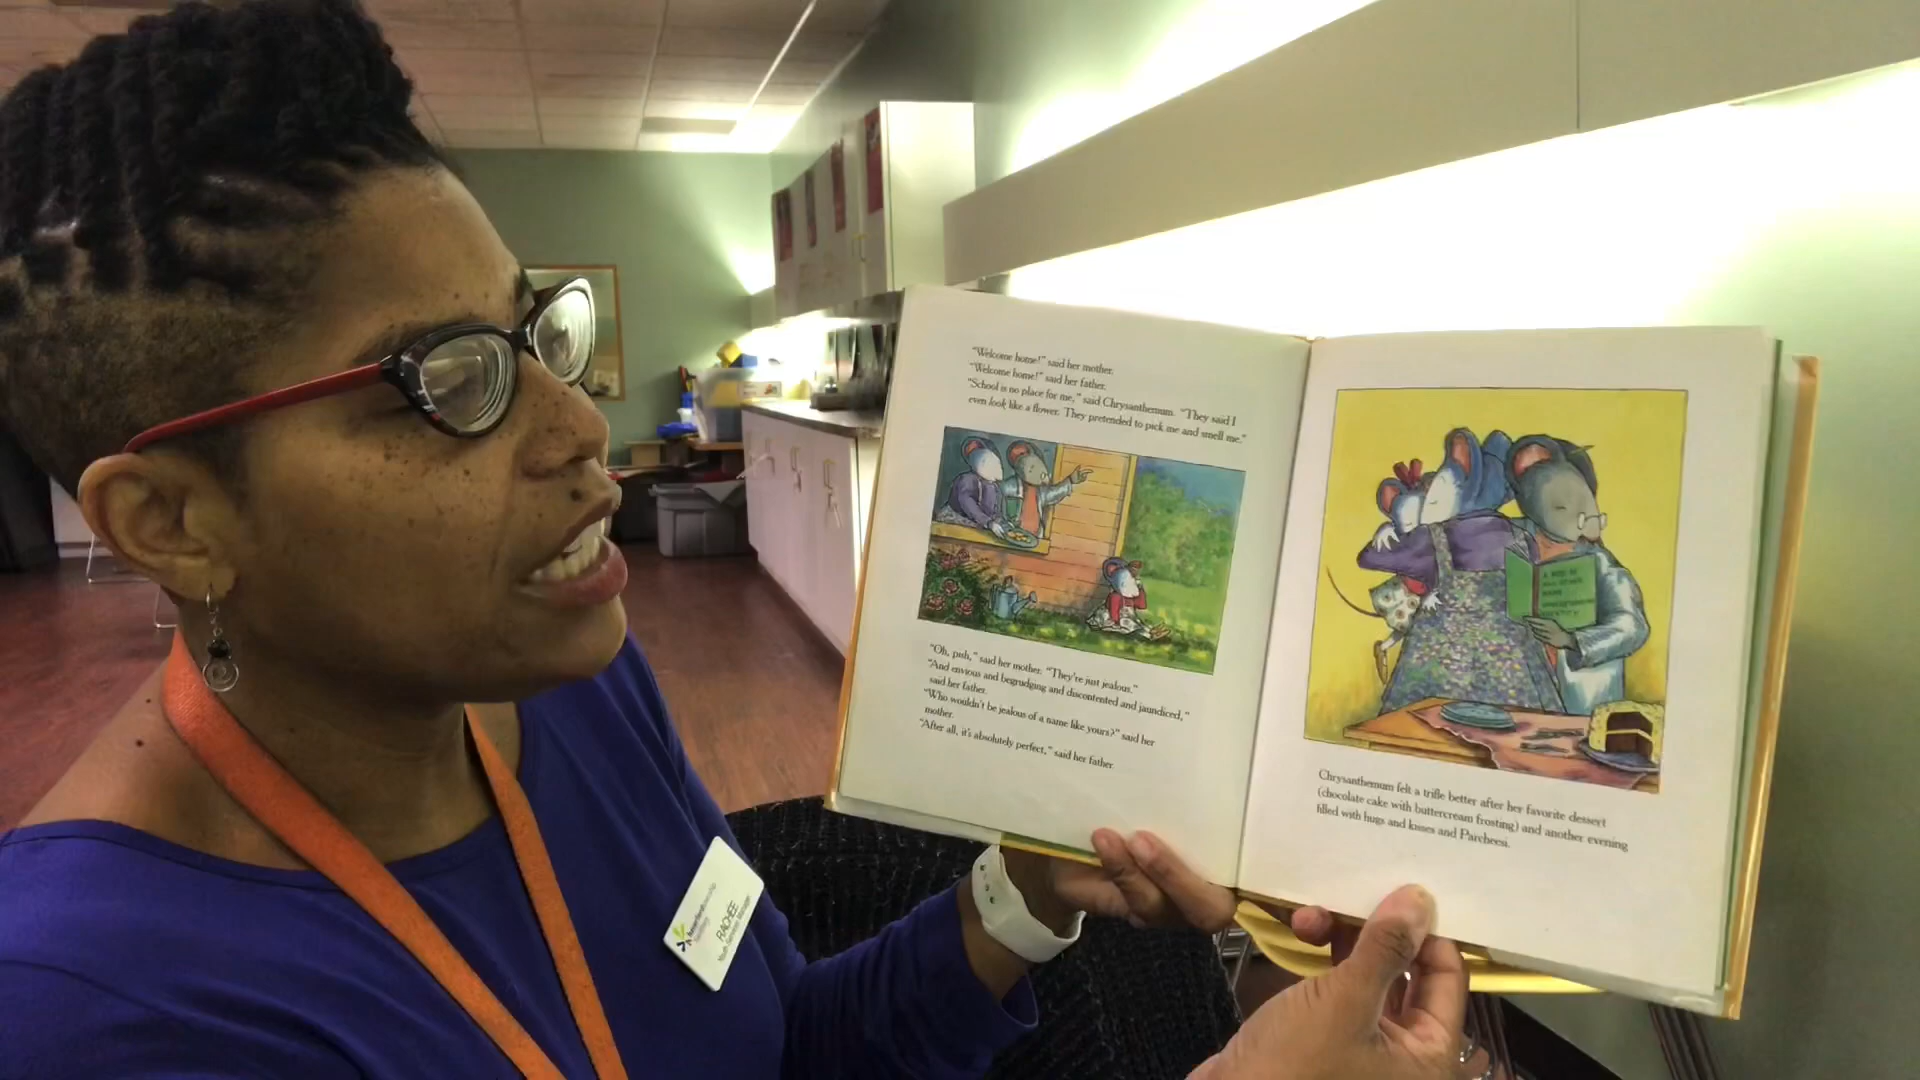 "Welcome home!" said her mother.
"Welcome home!" said her father.
"School is no place for me," said Chrysanthemum. "They said I
even look like a flower. They pretended to pick me and smell me."
"Oh, pish," said her mother. "They're just jealous."
"And envious and begrudging and discontented and jaundiced,"
said her father.
"Who wouldn't be jealous of a name like yours?" said her
mother.
"After all, it's absolutely perfect," said her father.
Chrysanthemum felt a trifle better after her favorite dessert
(chocolate cake with buttercream frosting) and another evening
filled with hugs and kisses and Parcheesi.
RACHEE
Youth Services Manager